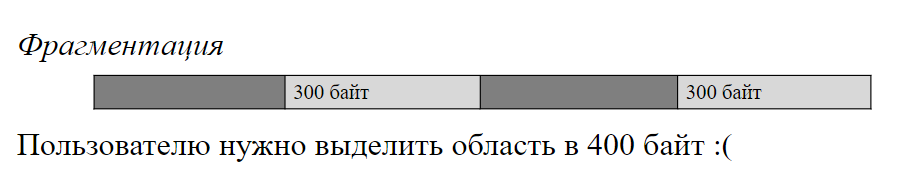 Фрагментация
300 байт 300 байт
Пользователю нужно выделить область в 400 байт :(